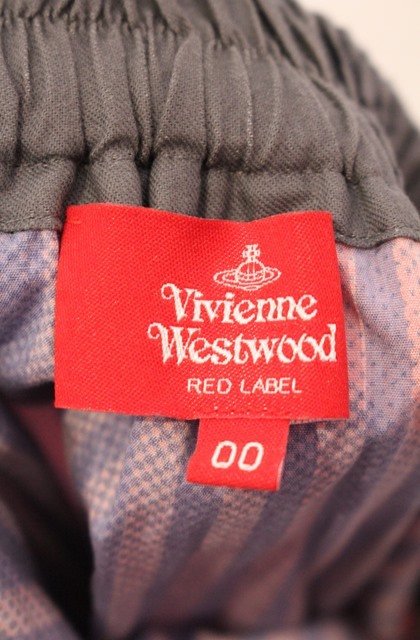 Vivienne
Westwood
RED LABEL
00